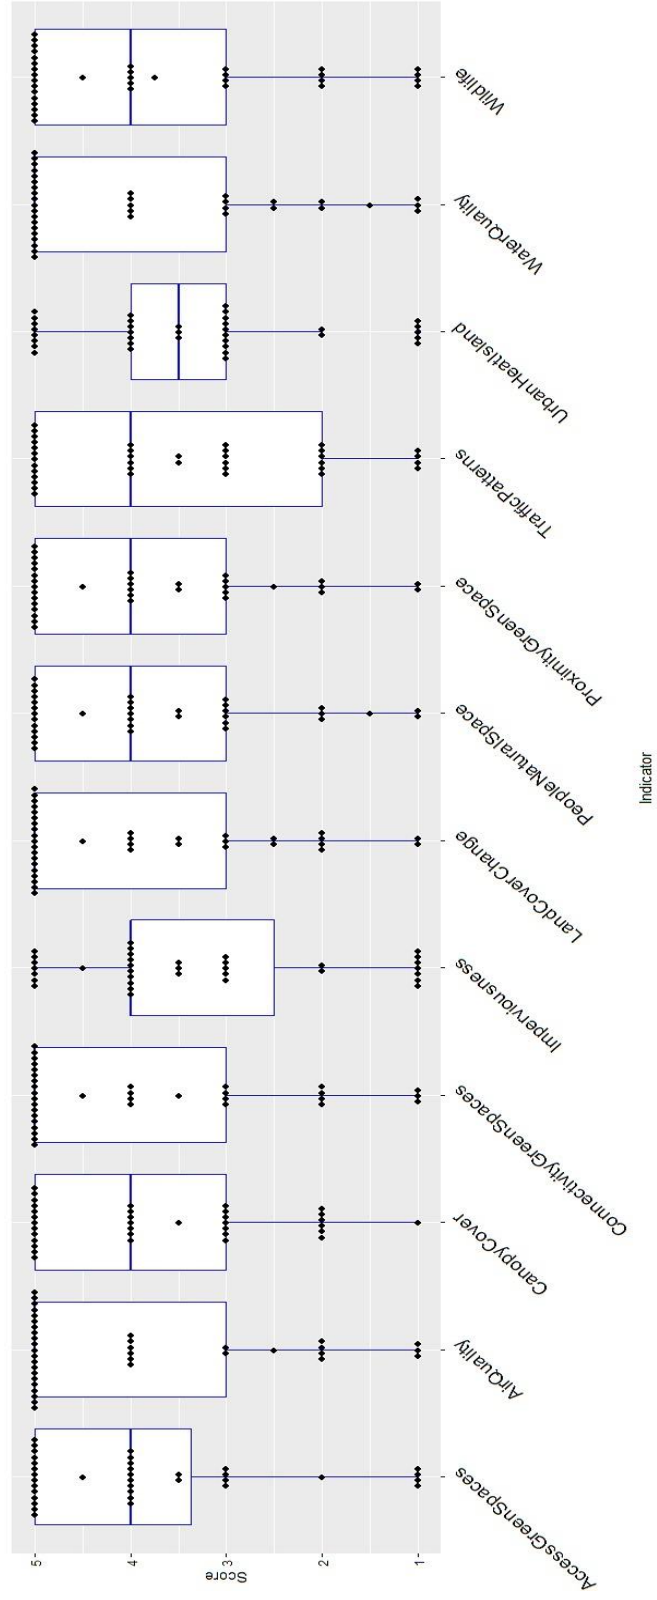 Score
5
4
3
2
1
AccessGreenSpaces
AirQuality
CanopyCover
ConnectivityGreenSpaces
Imperviousness
LandCoverChange
PeopleNaturalSpace
ProximityGreenSpace
TrafficPatterns
UrbanHeatIsland
WaterQuality
Wildlife
Indicator